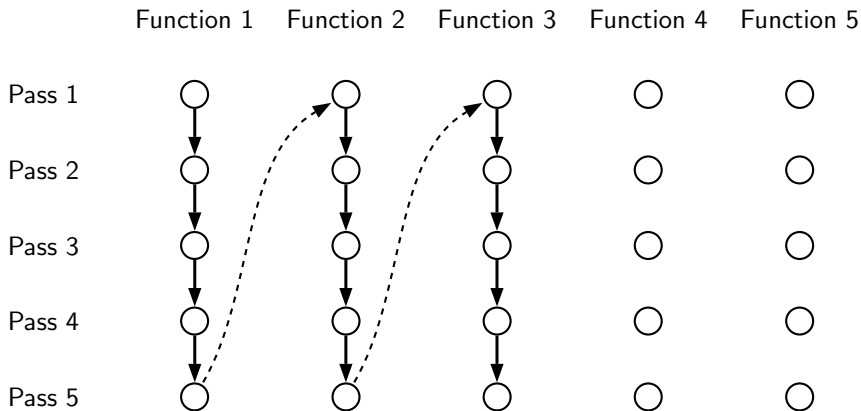 Function 1 Function 2 Function 3 Function 4 Function 5
Pass 1
Pass 2
Pass 3
Pass 4
Pass 5